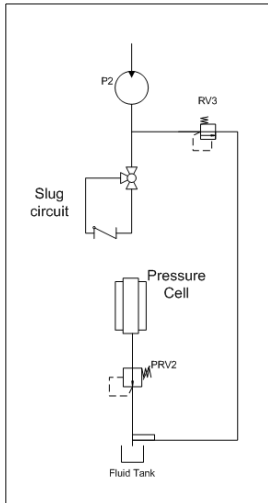 P2
RV3
Slug
circuit
Pressure
Cell
PRV2
Fluid Tank